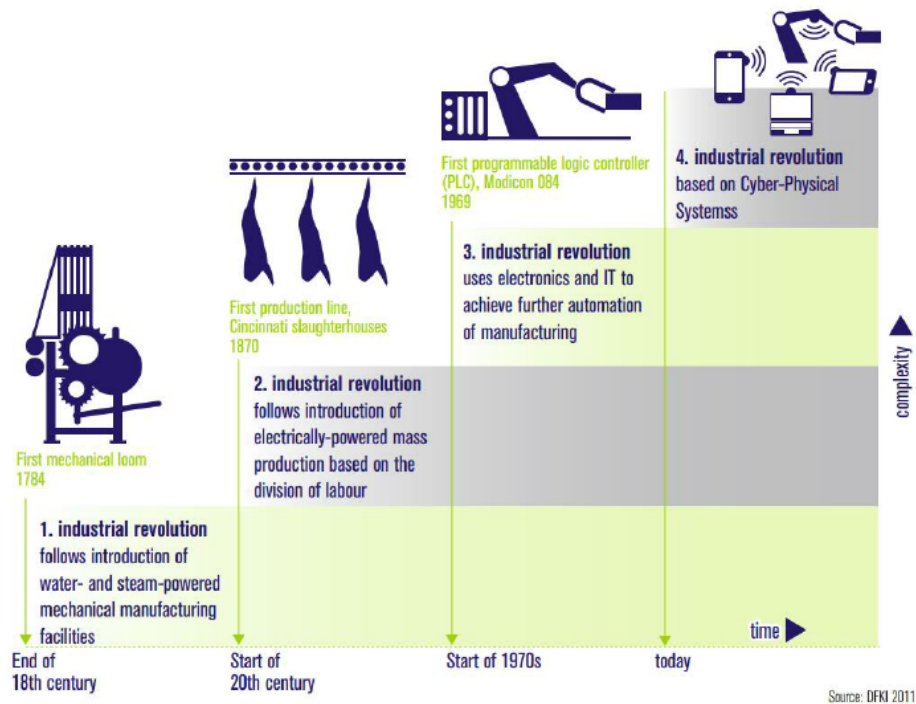 First programmable logic controller
(PLC), Modicon 084
1969
4. industrial revolution
based on Cyber-Physical
Systemss
3. industrial revolution
uses electronics and IT to
achieve further automation
of manufacturing
First production line,
Cincinnati slaughterhouses
1870
2. industrial revolution
follows introduction of
electrically-powered mass
production based on the
division of labour
First mechanical loom
1784
1. industrial revolution
follows introduction of
water- and steam-powered
mechanical manufacturing
facilities
complexity
time
End of
18th century
Start of
20th century
Start of 1970s
today
Source: DFKI 2011